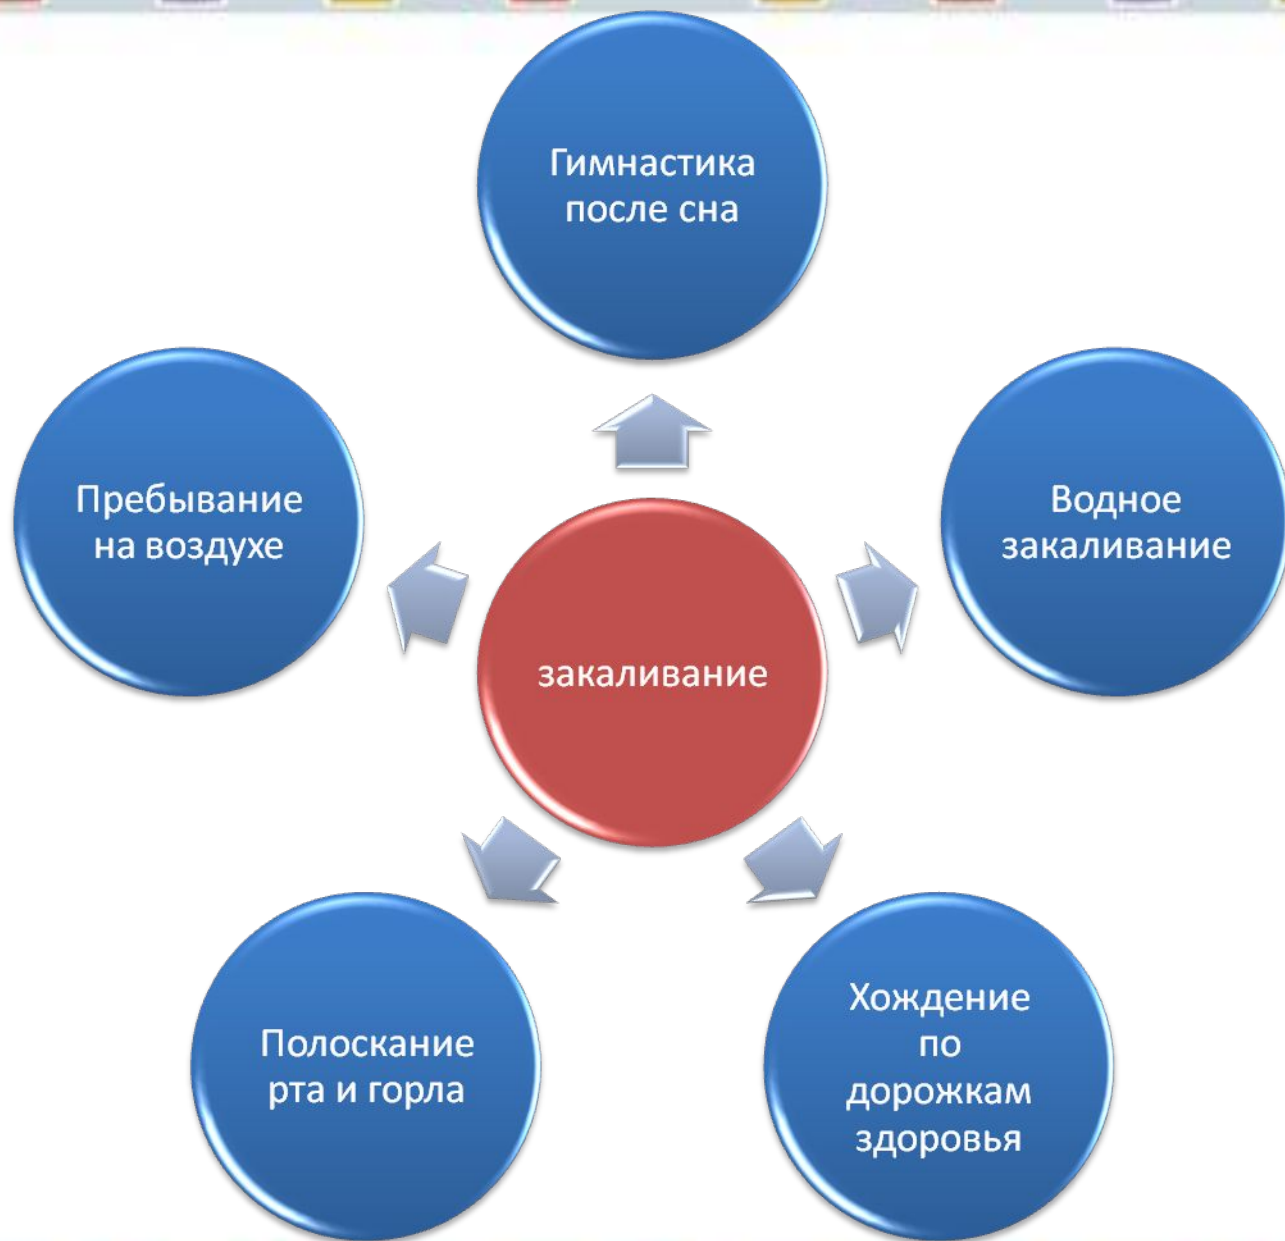 Гимнастика
после сна
Пребывание
на воздухе
Водное
закаливание
закаливание
Полоскание
рта и горла
Хождение
по
дорожкам
здоровья